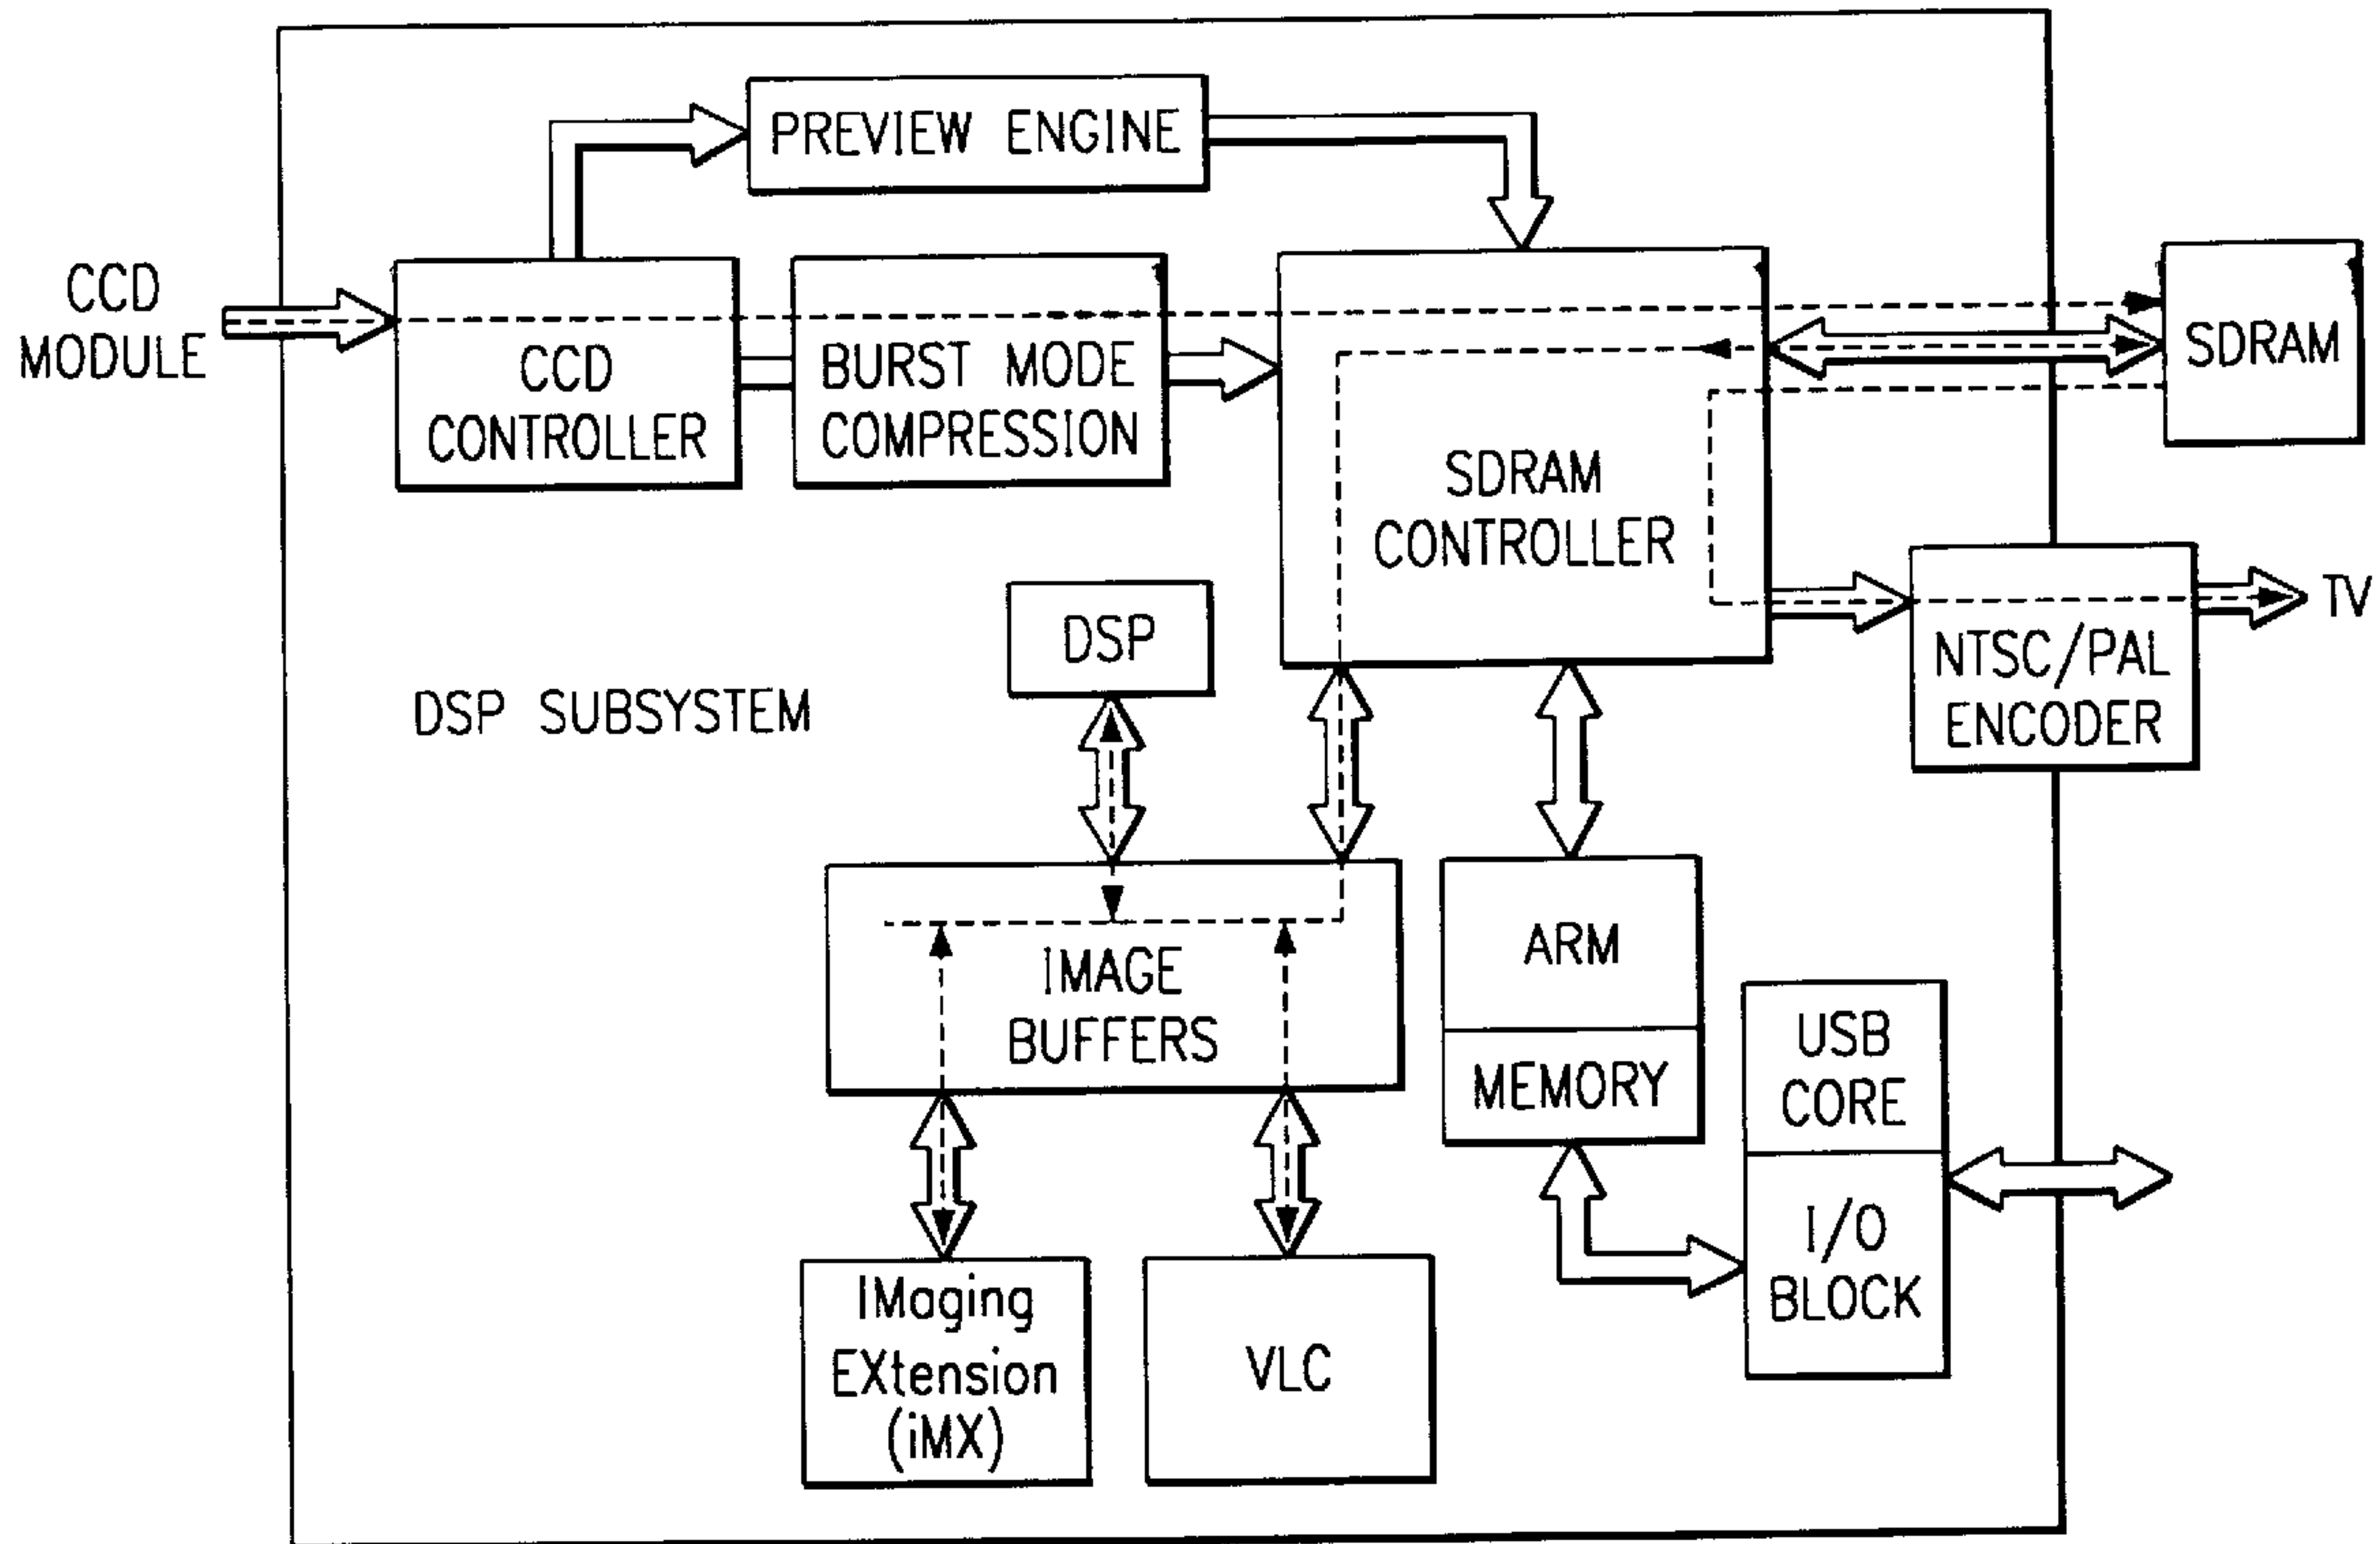 PREVIEW ENGINE
CCD
MODULE
CCD
CONTROLLER
BURST MODE
COMPRESSION
SDRAM
CONTROLLER
SDRAM
TV
NTSC/PAL
ENCODER
DSP
DSP SUBSYSTEM
IMAGE
BUFFERS
ARM
MEMORY
USB
CORE
I/O
BLOCK
IMaging
EXtension
(iMX)
VLC